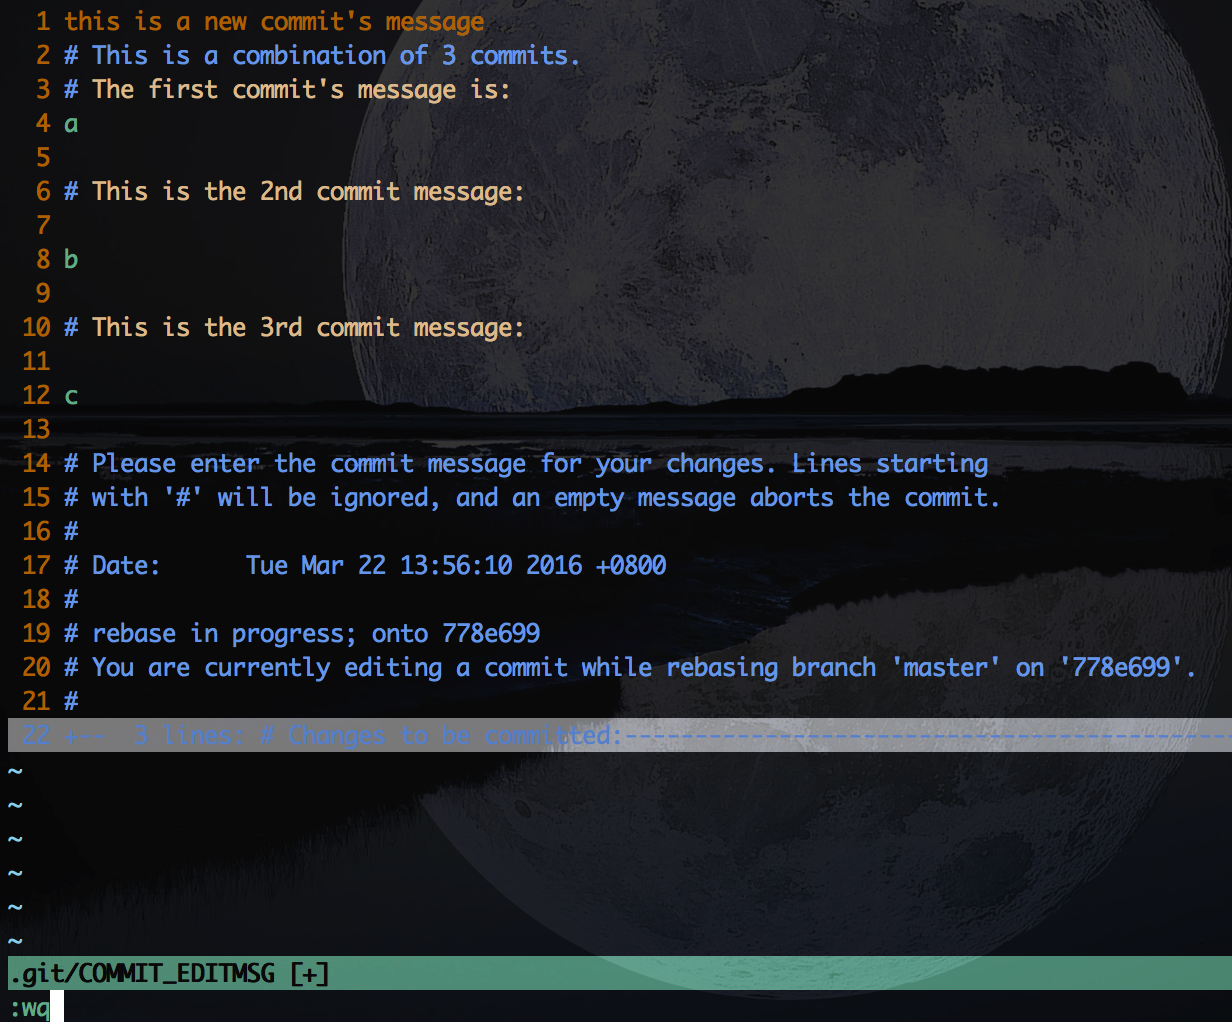 1 this is a new commit's message
2 # This is a combination of 3 commits.
3 # The first commit's message is:
4 a
5
6 # This is the 2nd commit message:
7
8 b
9
10 # This is the 3rd commit message:
11
12 c
13
14 # Please enter the commit message for your changes. Lines starting
15 # with '#' will be ignored, and an empty message aborts the commit.
16 #
17 # Date:      Tue Mar 22 13:56:10 2016 +0800
18 #
19 # rebase in progress; onto 778e699
20 # You are currently editing a commit while rebasing branch 'master' on '778e699'.
21 #
22 +--  3 lines: # Changes to be committed:-------------------------------------------
~
~
~
~
~
~
.git/COMMIT_EDITMSG [+]
:wq